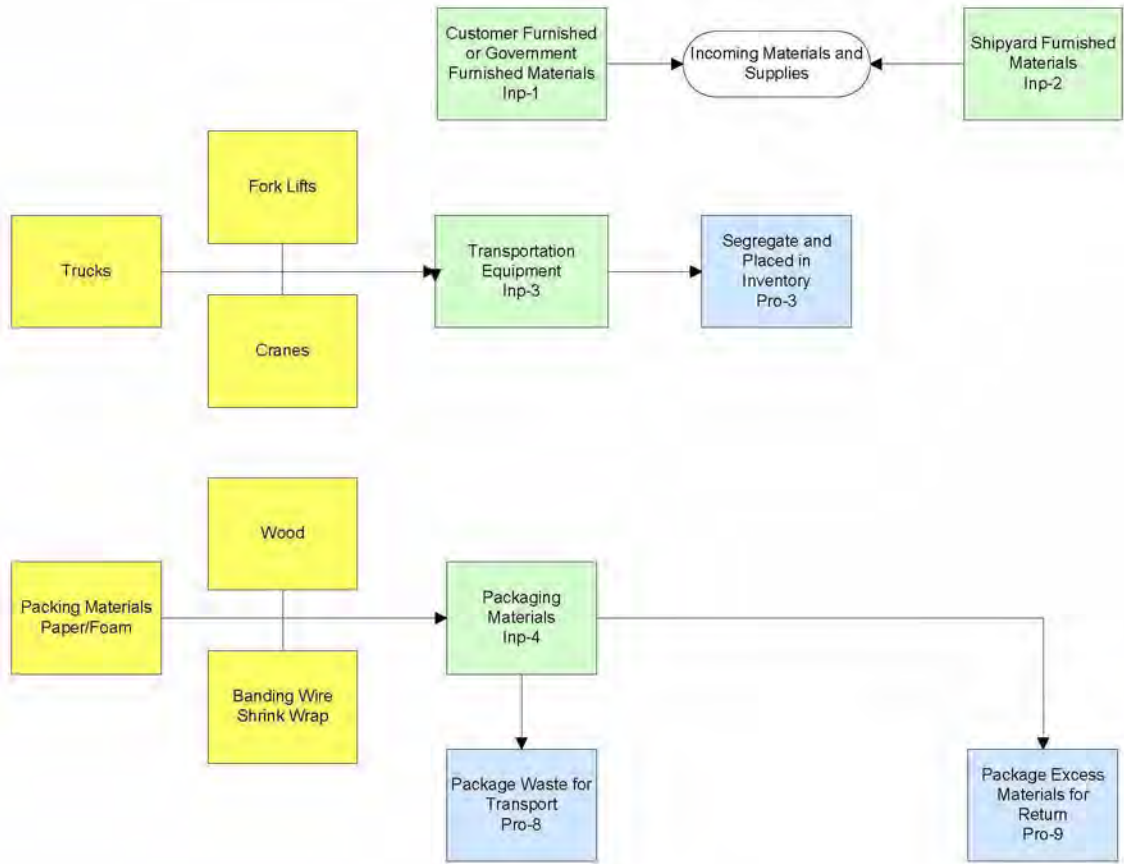 Customer Furnished
or Government
Furnished Materials
Inp-1
Incoming Materials and
Supplies
Shipyard Furnished
Materials
Inp-2
Fork Lifts
Trucks
Transportation
Equipment
Inp-3
Segregate and
Placed in
Inventory
Pro-3
Cranes
Wood
Packing Materials
Paper/Foam
Packaging
Materials
Inp-4
Banding Wire
Shrink Wrap
Package Waste for
Transport
Pro-8
Package Excess
Materials for
Return
Pro-9